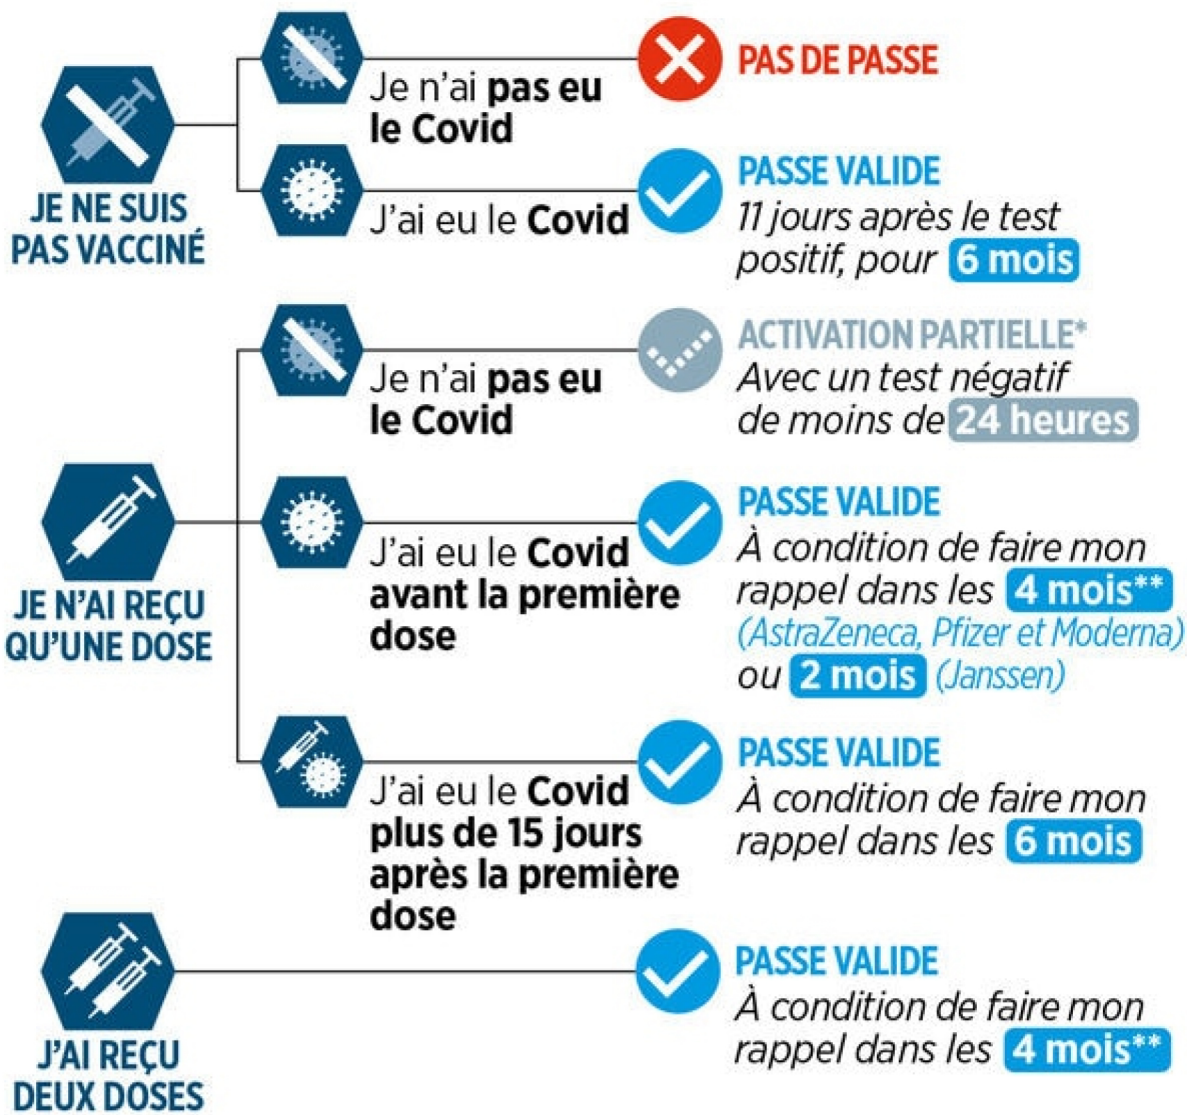 JE NE SUIS
PAS VACCINÉ
Je n'ai pas eu
le Covid
PAS DE PASSE
J'ai eu le Covid
PASSE VALIDE
11 jours après le test
positif, pour 6 mois
JE N'AI REÇU
QU'UNE DOSE
Je n'ai pas eu
le Covid
ACTIVATION PARTIELLE*
Avec un test négatif
de moins de 24 heures
J'ai eu le Covid
avant la première
dose
PASSE VALIDE
À condition de faire mon
rappel dans les 4 mois**
(AstraZeneca, Pfizer et Moderna)
ou 2 mois (Janssen)
J'ai eu le Covid
plus de 15 jours
après la première
dose
PASSE VALIDE
À condition de faire mon
rappel dans les 6 mois
J'AI REÇU
DEUX DOSES
PASSE VALIDE
À condition de faire mon
rappel dans les 4 mois**